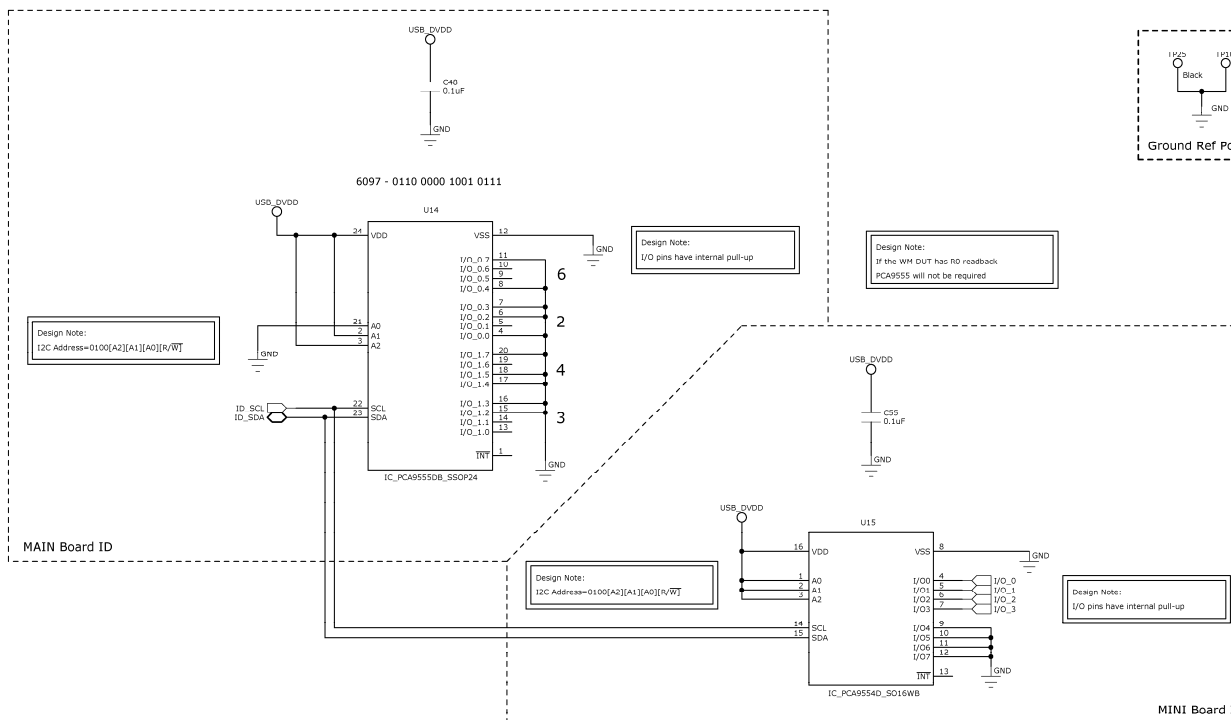 USB_DVDD
C40
0.1uF
GND
TP25
Black
GND
6097 - 0110 0000 1001 0111
USB_DVDD
U14
24 VDD
VSS 12
GND
I/O_0.7 11
I/O_0.6 10
I/O_0.5 9
I/O_0.4 8
6
I/O_0.3 7
I/O_0.2 6
I/O_0.1 5
I/O_0.0 4
2
21 A0
2 A1
3 A2
GND
I/O_1.7 20
I/O_1.6 19
I/O_1.5 18
I/O_1.4 17
4
I/O_1.3 16
I/O_1.2 15
I/O_1.1 14
I/O_1.0 13
3
ID_SCL 22 SCL
ID_SDA 23 SDA
INT 1
GND
IC_PCA9555DB_SSOP24
Design Note:
I2C Address=0100[A2][A1][A0][R/W]
Design Note:
I/O pins have internal pull-up
Design Note:
If the WM DUT has R0 readback
PCA9555 will not be required
MAIN Board ID
USB_DVDD
C55
0.1uF
GND
USB_DVDD
U15
16 VDD
VSS 8
GND
1 A0
2 A1
3 A2
I/O0 4 I/O_0
I/O1 5 I/O_1
I/O2 6 I/O_2
I/O3 7 I/O_3
14 SCL
15 SDA
I/O4 9
I/O5 10
I/O6 11
I/O7 12
GND
INT 13
IC_PCA9554D_SO16WB
Design Note:
I2C Address=0100[A2][A1][A0][R/W]
Design Note:
I/O pins have internal pull-up
Ground Ref
MINI Board